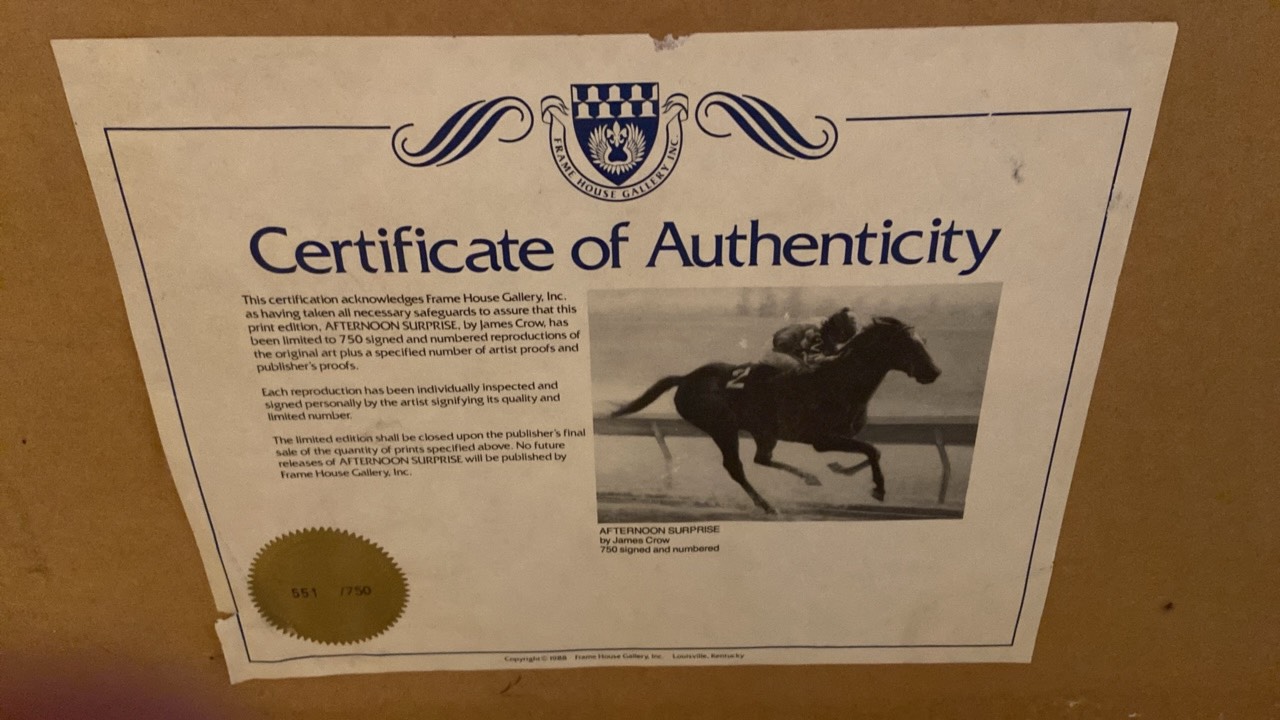 FRAME HOUSE GALLERY INC.
Certificate of Authenticity
This certification acknowledges Frame House Gallery, Inc.
as having taken all necessary safeguards to assure that this
print edition, AFTERNOON SURPRISE, by James Crow, has
been limited to 750 signed and numbered reproductions of
the original art plus a specified number of artist proofs and
publisher's proofs.
Each reproduction has been individually inspected and
signed personally by the artist signifying its quality and
limited number.
The limited edition shall be closed upon the publisher's final
sale of the quantity of prints specified above. No future
releases of AFTERNOON SURPRISE will be published by
Frame House Gallery, Inc.
2
AFTERNOON SURPRISE
by James Crow
750 signed and numbered
551 /750
Copyright © 1988 Frame House Gallery, Inc. Louisville, Kentucky